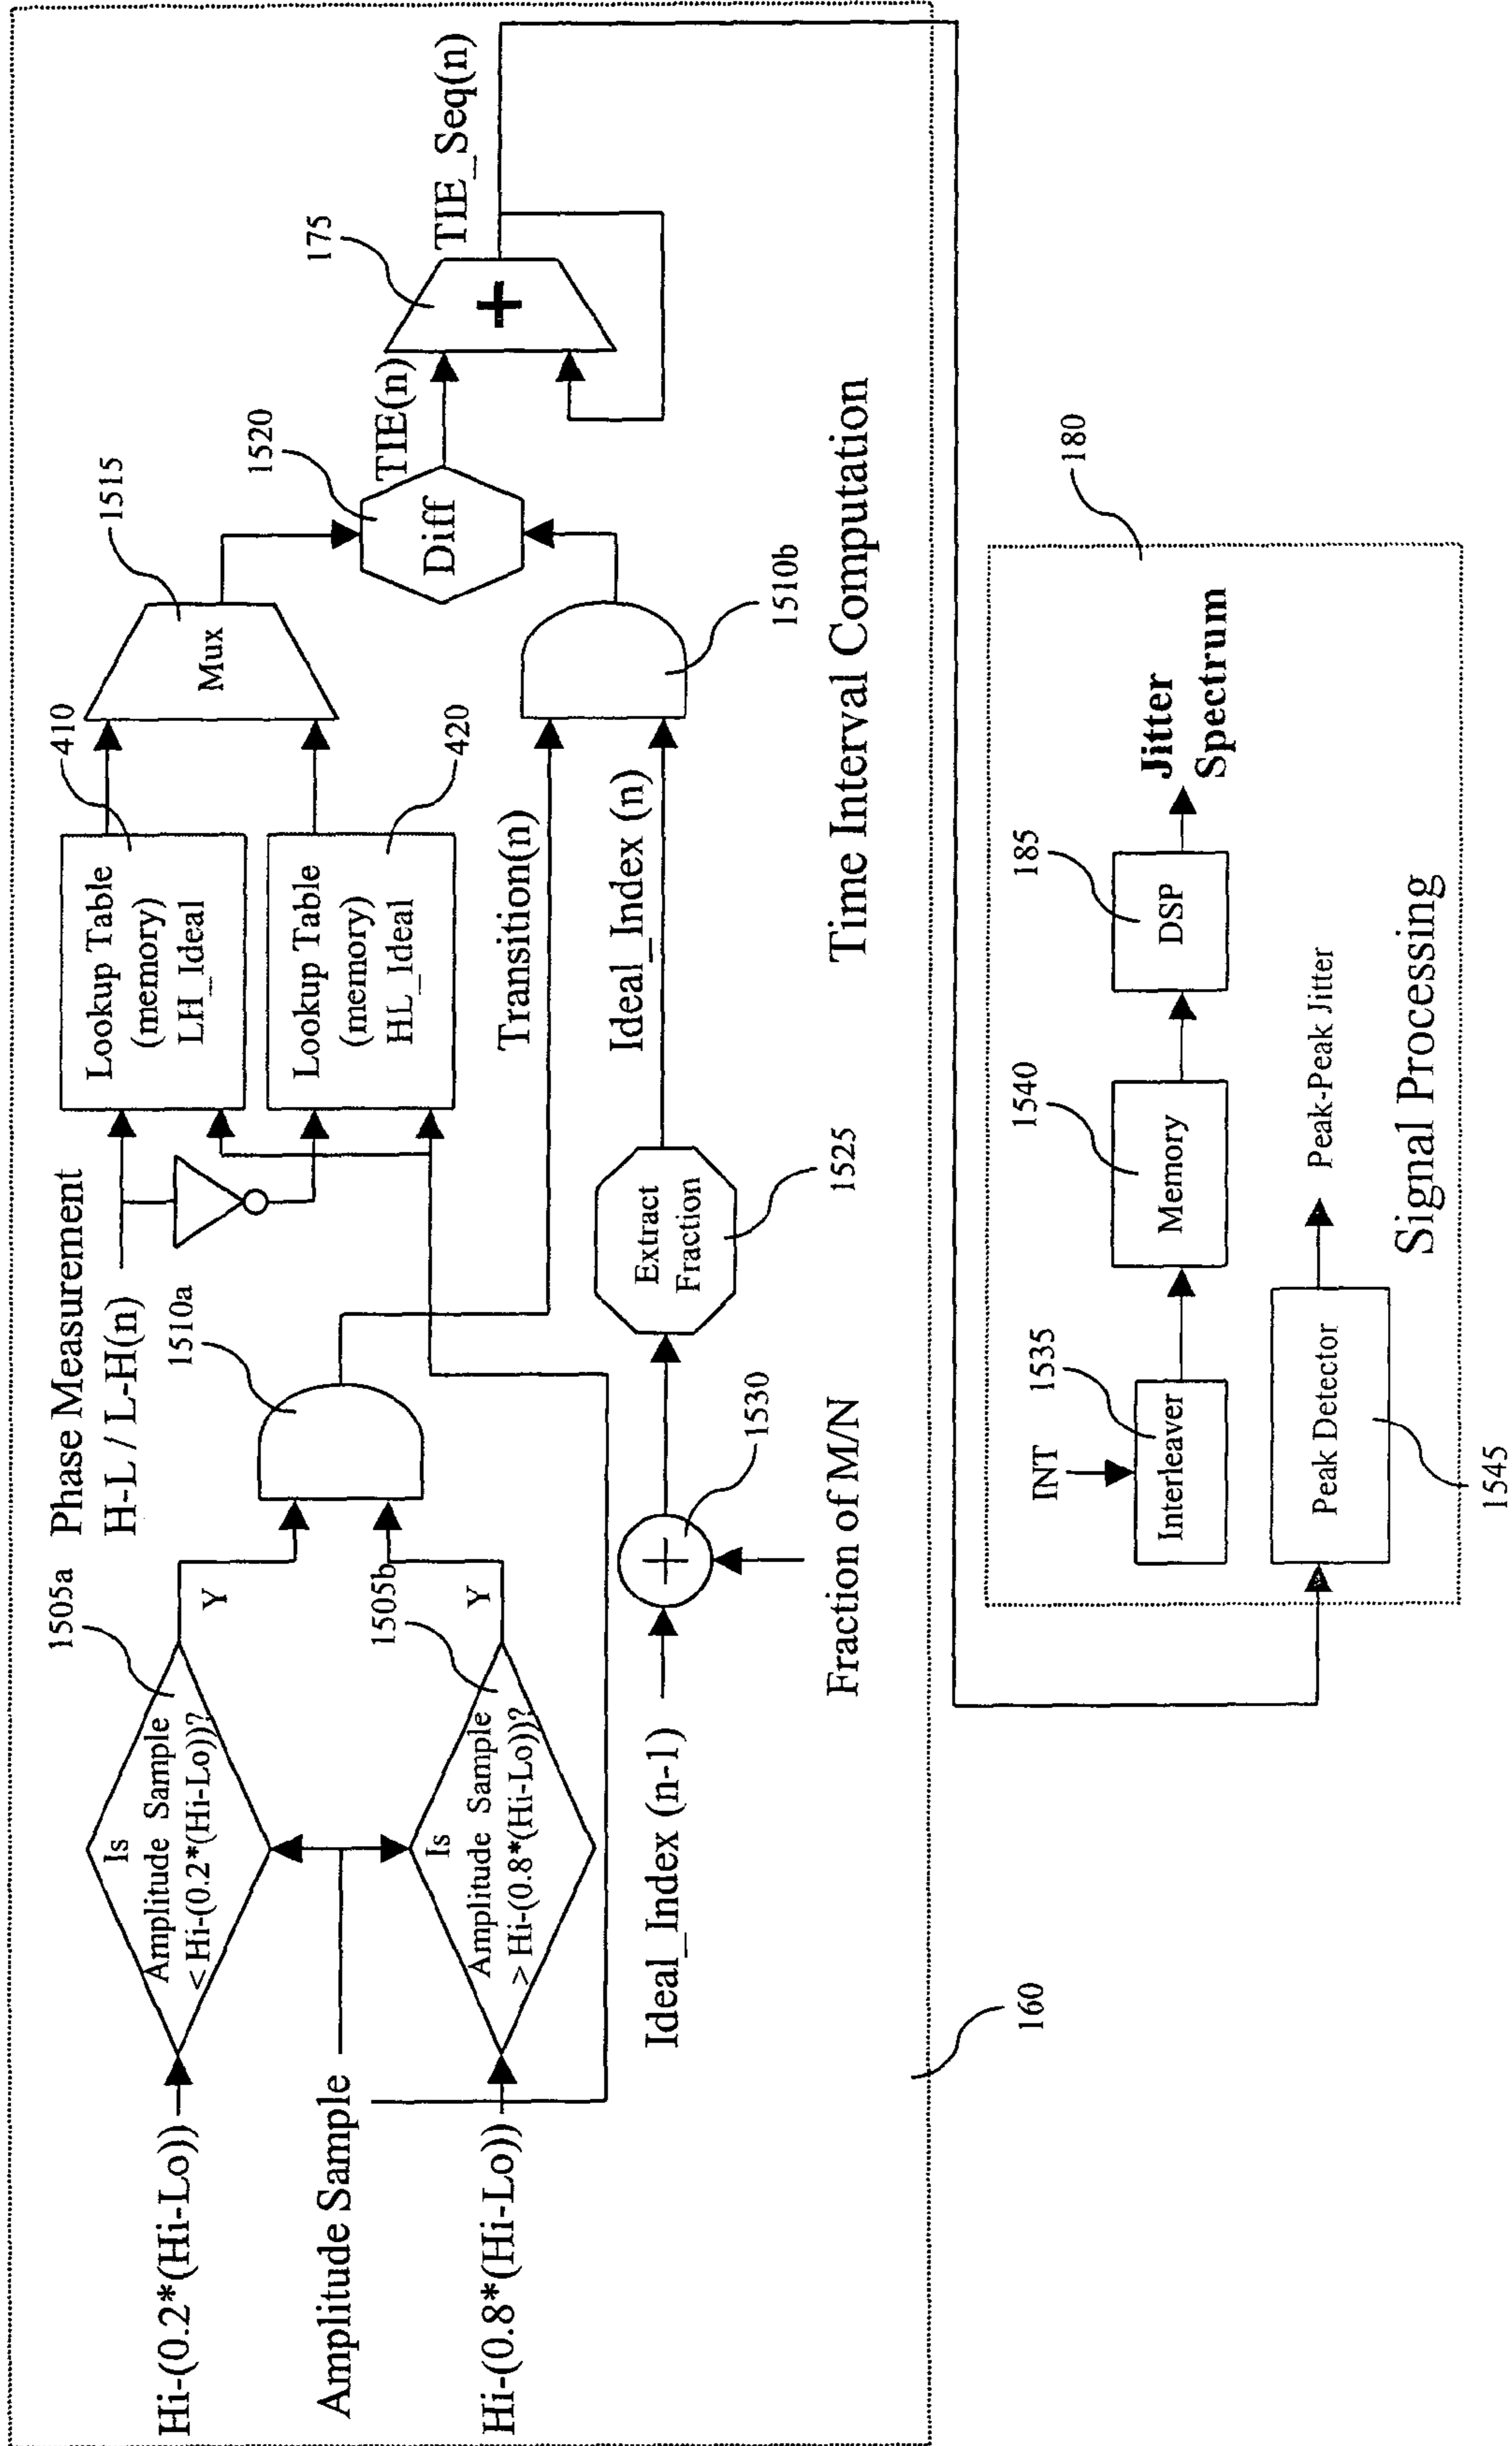 Hi-(0.2*(Hi-Lo))
Amplitude Sample
Hi-(0.8*(Hi-Lo))
Is
Amplitude Sample
< Hi-(0.2*(Hi-Lo))?
1505a
Y
Is
Amplitude Sample
> Hi-(0.8*(Hi-Lo))?
1505b
Y
Phase Measurement
H-L / L-H(n)
1510a
Lookup Table
(memory)
LH_Ideal
410
Lookup Table
(memory)
HL_Ideal
420
Mux
1515
Transition(n)
Ideal_Index (n)
1510b
Diff
1520
TIE(n)
+
175
TIE_Seq(n)
Ideal_Index (n-1)
+
1530
Fraction of M/N
Extract
Fraction
1525
Time Interval Computation
160
INT
Interleaver
1535
Memory
1540
DSP
185
Jitter
Spectrum
180
Peak Detector
1545
Peak-Peak Jitter
Signal Processing